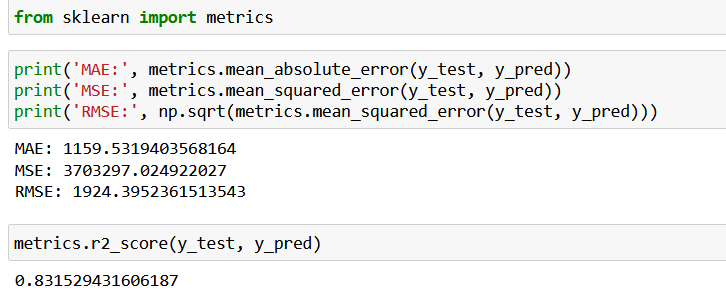 from sklearn import metrics
print('MAE:', metrics.mean_absolute_error(y_test, y_pred))
print('MSE:', metrics.mean_squared_error(y_test, y_pred))
print('RMSE:', np.sqrt(metrics.mean_squared_error(y_test, y_pred)))
MAE: 1159.5319403568164
MSE: 3703297.024922027
RMSE: 1924.3952361513543
metrics.r2_score(y_test, y_pred)
0.831529431606187